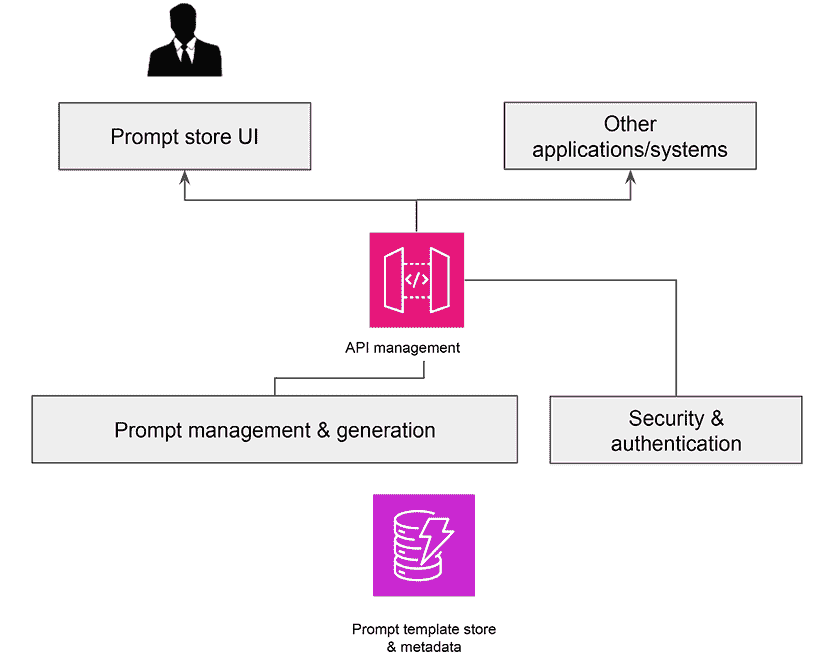 Prompt store UI
Other
applications/systems
</>
API management
Prompt management & generation
Security &
authentication
Prompt template store
& metadata